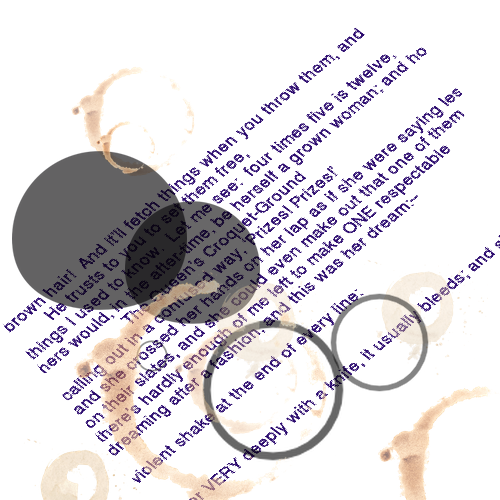 brown hair! And it'll fetch things when you throw them, and
He trusts to you to set them free,
things I used to know. Let me see: four times five is twelve,
hers would, in the after-time, be herself a grown woman; and ho
The Queen's Croquet-Ground
calling out in a confused way, 'Prizes! Prizes!'
and she crossed her hands on her lap as if she were saying les
on their slates, and she could even make out that one of them
there's hardly enough of me left to make ONE respectable
dreaming after a fashion, and this was her dream:--
violent shake at the end of every line:
or VERY deeply with a knife, it usually bleeds; and, s